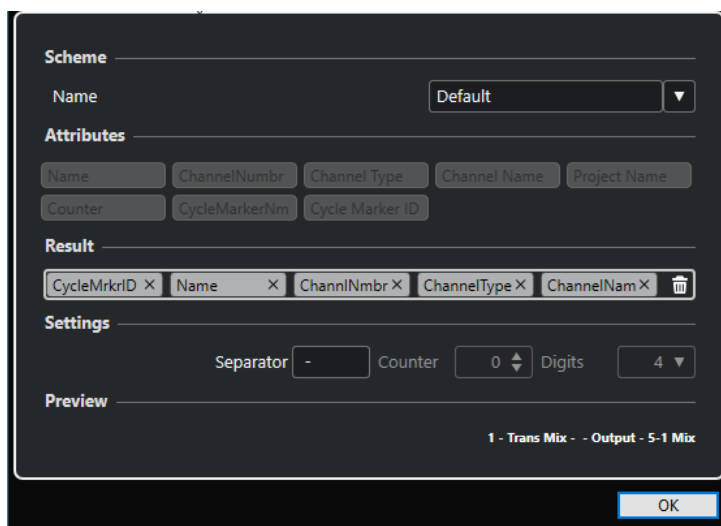 Scheme
Name Default
Attributes
Name ChannelNumbr Channel Type Channel Name Project Name
Counter CycleMarkerNm Cycle Marker ID
Result
CycleMrkrID × Name × ChannlNmbr × ChannelType × ChannelNam ×
Settings
Separator - Counter 0 Digits 4
Preview
1 - Trans Mix - - Output - 5-1 Mix
OK